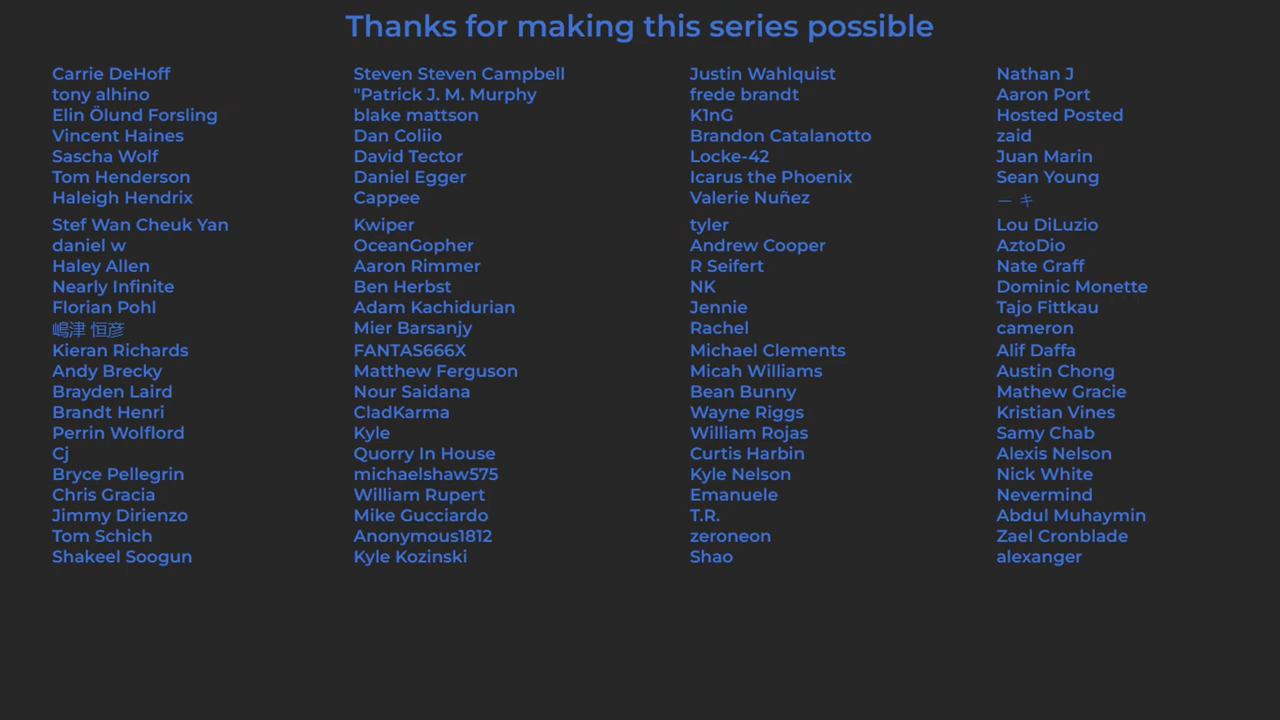 Thanks for making this series possible
Carrie DeHoff
tony alhino
Elin Ölund Forsling
Vincent Haines
Sascha Wolf
Tom Henderson
Haleigh Hendrix
Stef Wan Cheuk Yan
daniel w
Haley Allen
Nearly Infinite
Florian Pohl
嶋津 恒彦
Kieran Richards
Andy Brecky
Brayden Laird
Brandt Henri
Perrin Wolflord
Cj
Bryce Pellegrin
Chris Gracia
Jimmy Dirienzo
Tom Schich
Shakeel Soogun
Steven Steven Campbell
"Patrick J. M. Murphy
blake mattson
Dan Coliio
David Tector
Daniel Egger
Cappee
Kwiper
OceanGopher
Aaron Rimmer
Ben Herbst
Adam Kachidurian
Mier Barsanjy
FANTAS666X
Matthew Ferguson
Nour Saidana
CladKarma
Kyle
Quorry In House
michaelshaw575
William Rupert
Mike Gucciardo
Anonymous1812
Kyle Kozinski
Justin Wahlquist
frede brandt
K1nG
Brandon Catalanotto
Locke-42
Icarus the Phoenix
Valerie Nuñez
tyler
Andrew Cooper
R Seifert
NK
Jennie
Rachel
Michael Clements
Micah Williams
Bean Bunny
Wayne Riggs
William Rojas
Curtis Harbin
Kyle Nelson
Emanuele
T.R.
zeroneon
Shao
Nathan J
Aaron Port
Hosted Posted
zaid
Juan Marin
Sean Young
ー キ
Lou DiLuzio
AztoDio
Nate Graff
Dominic Monette
Tajo Fittkau
cameron
Alif Daffa
Austin Chong
Mathew Gracie
Kristian Vines
Samy Chab
Alexis Nelson
Nick White
Nevermind
Abdul Muhaymin
Zael Cronblade
alexanger